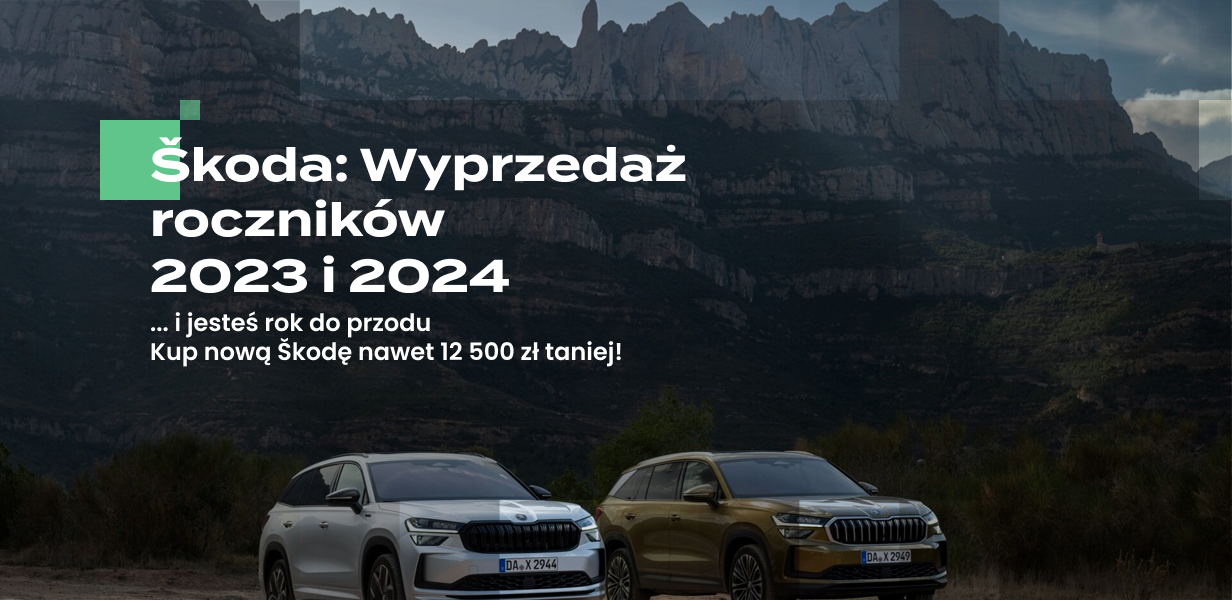 Škoda: Wyprzedaż
roczników
2023 i 2024
... i jesteś rok do przodu
Kup nową Škodę nawet 12 500 zł taniej!
DA X 2944
DA X 2949